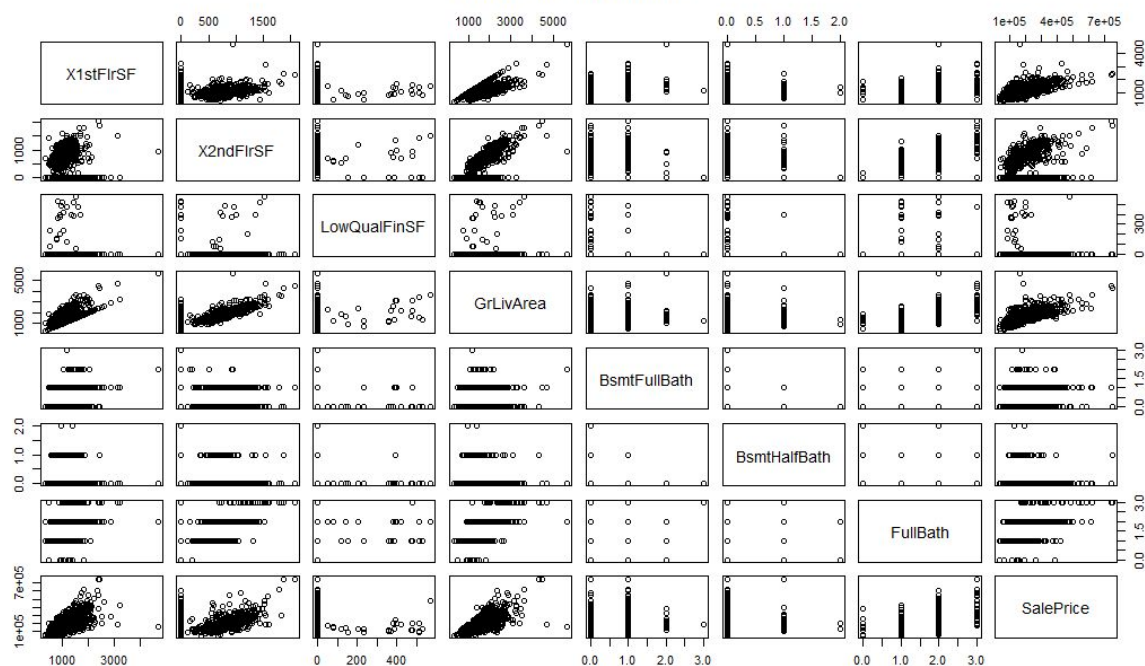 0 500 1500 1000 3000 5000 0.0 1.0 2.0 1e+05 4e+05 7e+05
X1stFlrSF 1000 4000
0 1000 X2ndFlrSF
LowQualFinSF 0 300
1000 5000 GrLivArea
BsmtFullBath 0.0 1.5 3.0
0.0 1.0 2.0 BsmtHalfBath
FullBath 0.0 1.5 3.0
1e+05 7e+05 SalePrice
1000 3000 0 200 400 0.0 1.0 2.0 3.0 0.0 1.0 2.0 3.0